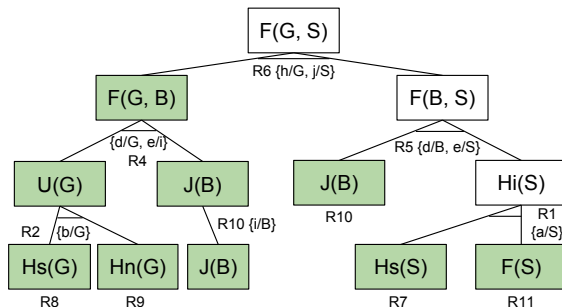 F(G, S)
R6 {h/G, j/S}
F(G, B)
F(B, S)
{d/G, e/i}
R4
R5 {d/B, e/S}
U(G)
J(B)
J(B)
Hi(S)
R2
{b/G}
R10 {i/B}
R10
R1
{a/S}
Hs(G)
Hn(G)
J(B)
Hs(S)
F(S)
R8
R9
R7
R11